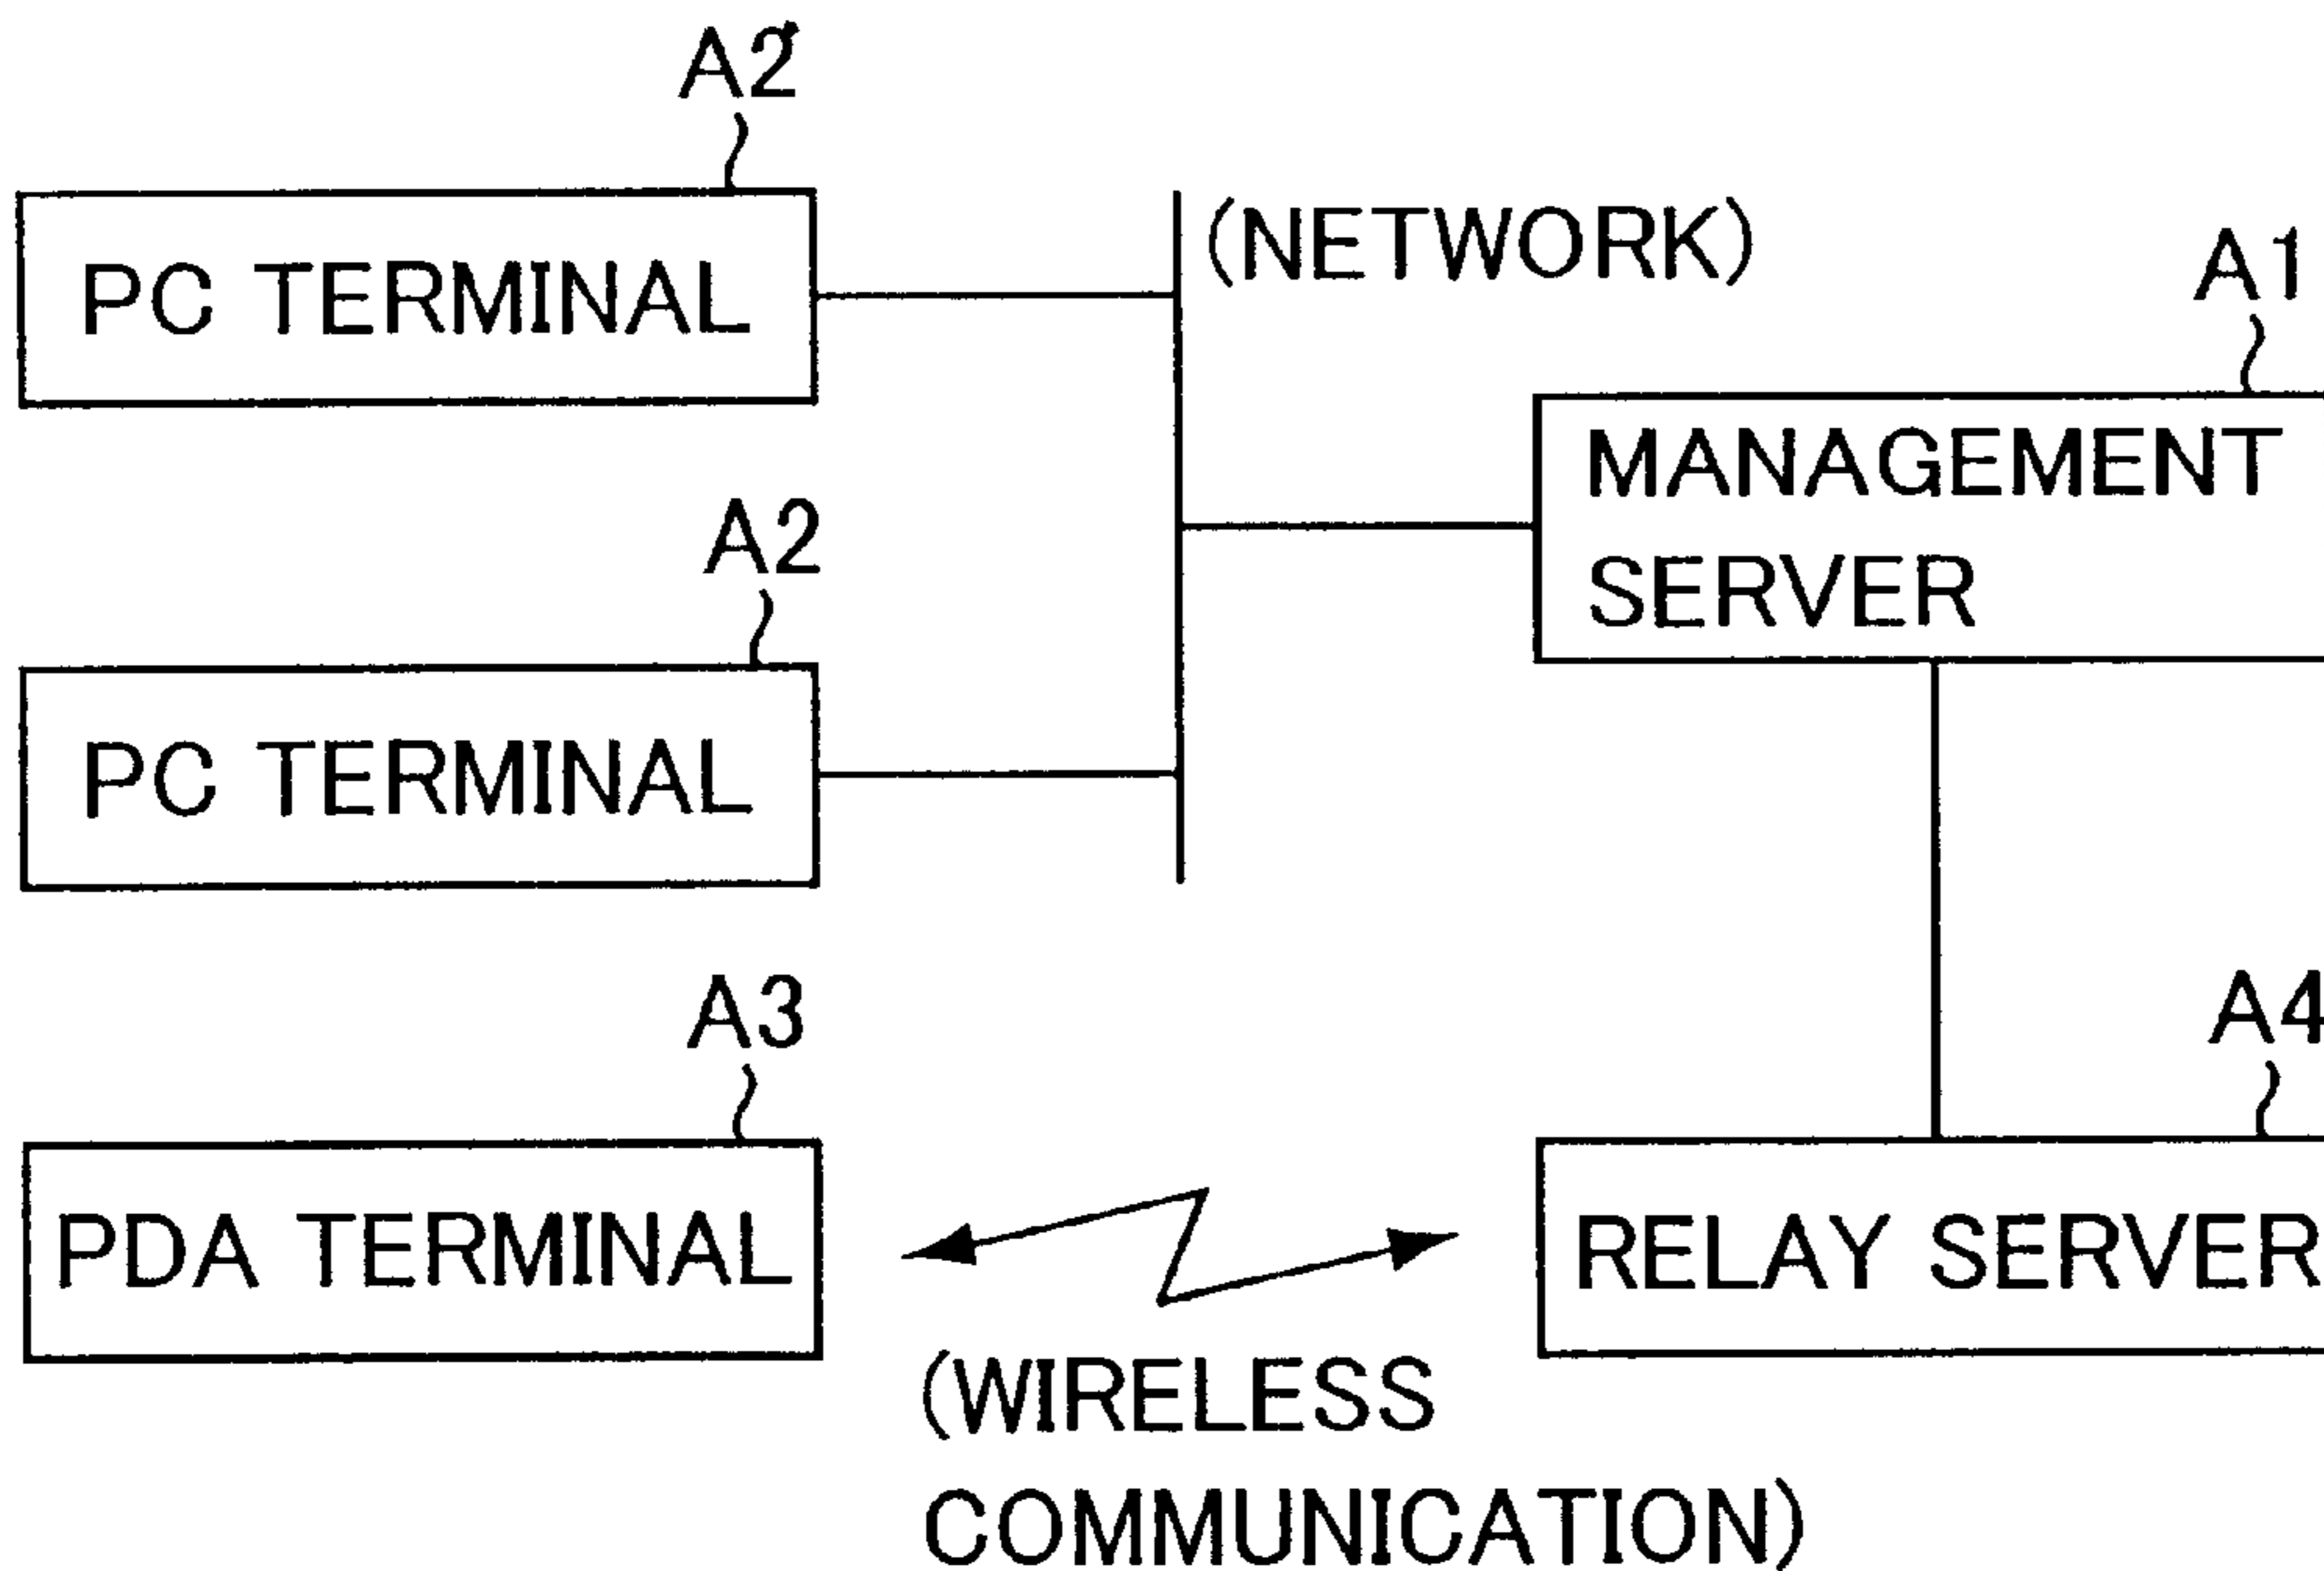 A2
PC TERMINAL
(NETWORK)
A1
MANAGEMENT
SERVER
A2
PC TERMINAL
A3
PDA TERMINAL
A4
RELAY SERVER
(WIRELESS
COMMUNICATION)